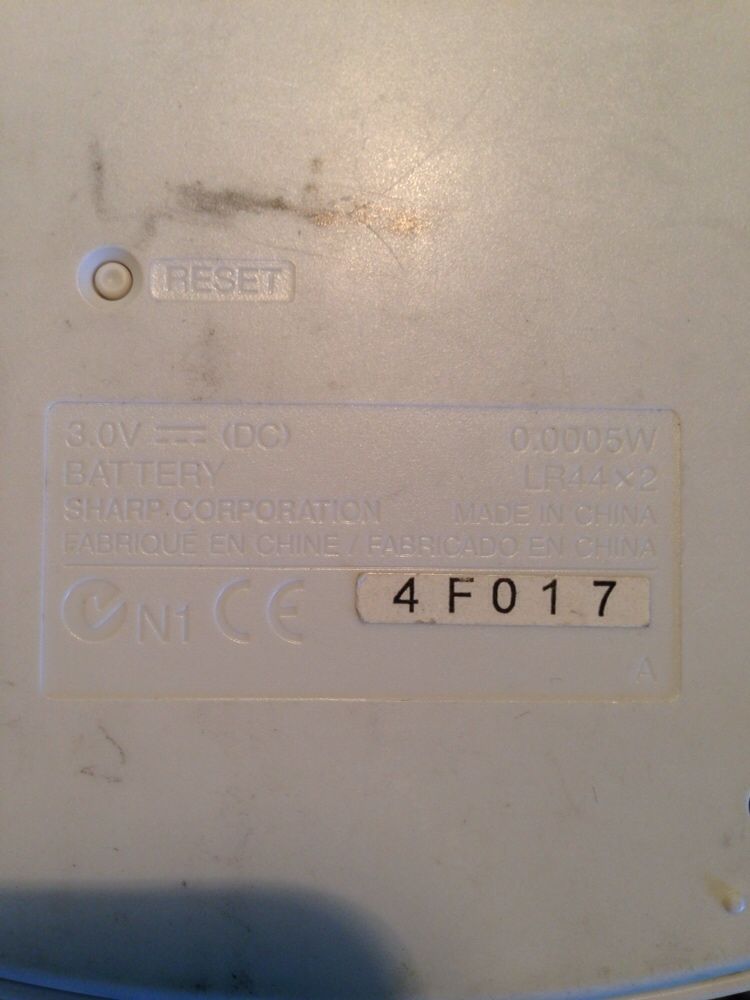 RESET
3.0V ⎓ (DC) 0.0005W
BATTERY LR44×2
SHARP CORPORATION MADE IN CHINA
FABRIQUÉ EN CHINE / FABRICADO EN CHINA
N1 CE 4F017
A